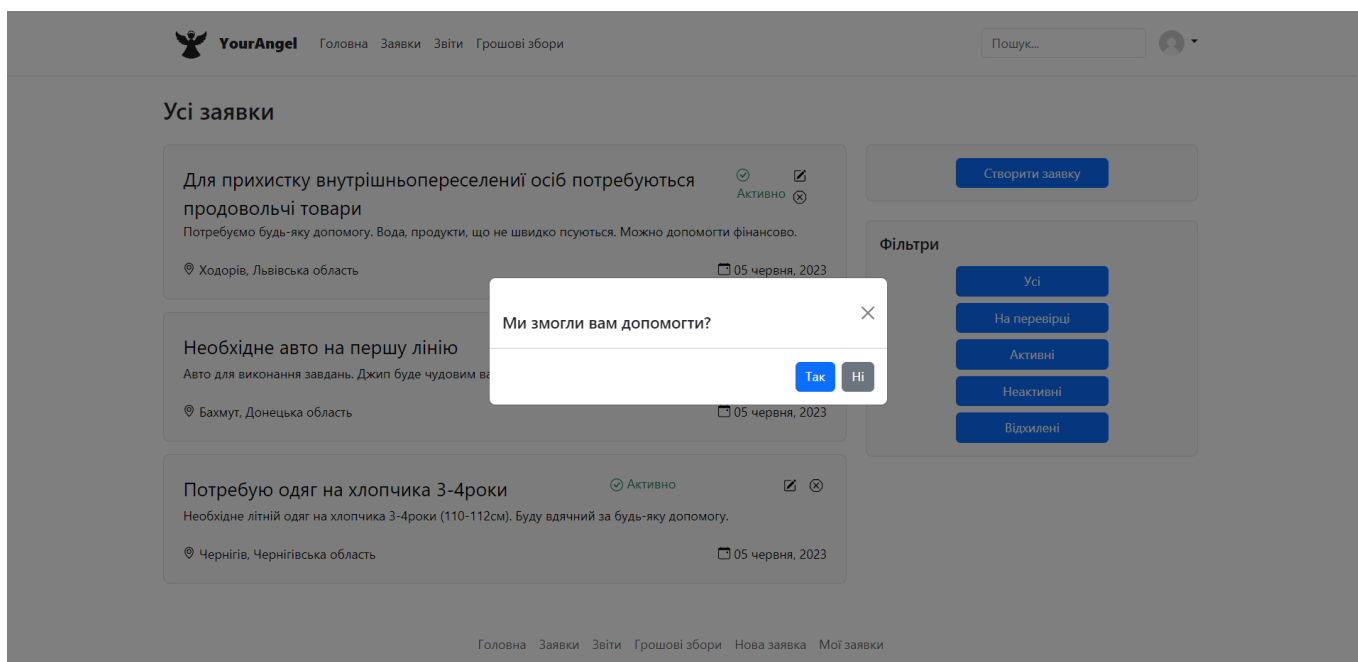 YourAngel Головна Заявки Звіти Грошові збори Пошук...
Усі заявки
Для прихистку внутрішньопереселениї осіб потребуються
продовольчі товари
Активно
Потребуємо будь-яку допомогу. Вода, продукти, що не швидко псуються. Можно допомогти фінансово.
Ходорів, Львівська область 05 червня, 2023
Необхідне авто на першу лінію
Авто для виконання завдань. Джип буде чудовим
Бахмут, Донецька область 05 червня, 2023
Потребую одяг на хлопчика 3-4роки Активно
Необхідне літній одяг на хлопчика 3-4роки (110-112см). Буду вдячний за будь-яку допомогу.
Чернігів, Чернігівська область 05 червня, 2023
Створити заявку
Фільтри
Усі
На перевірці
Активні
Неактивні
Відхилені
Ми змогли вам допомогти?
Так Ні
Головна Заявки Звіти Грошові збори Нова заявка Мої заявки